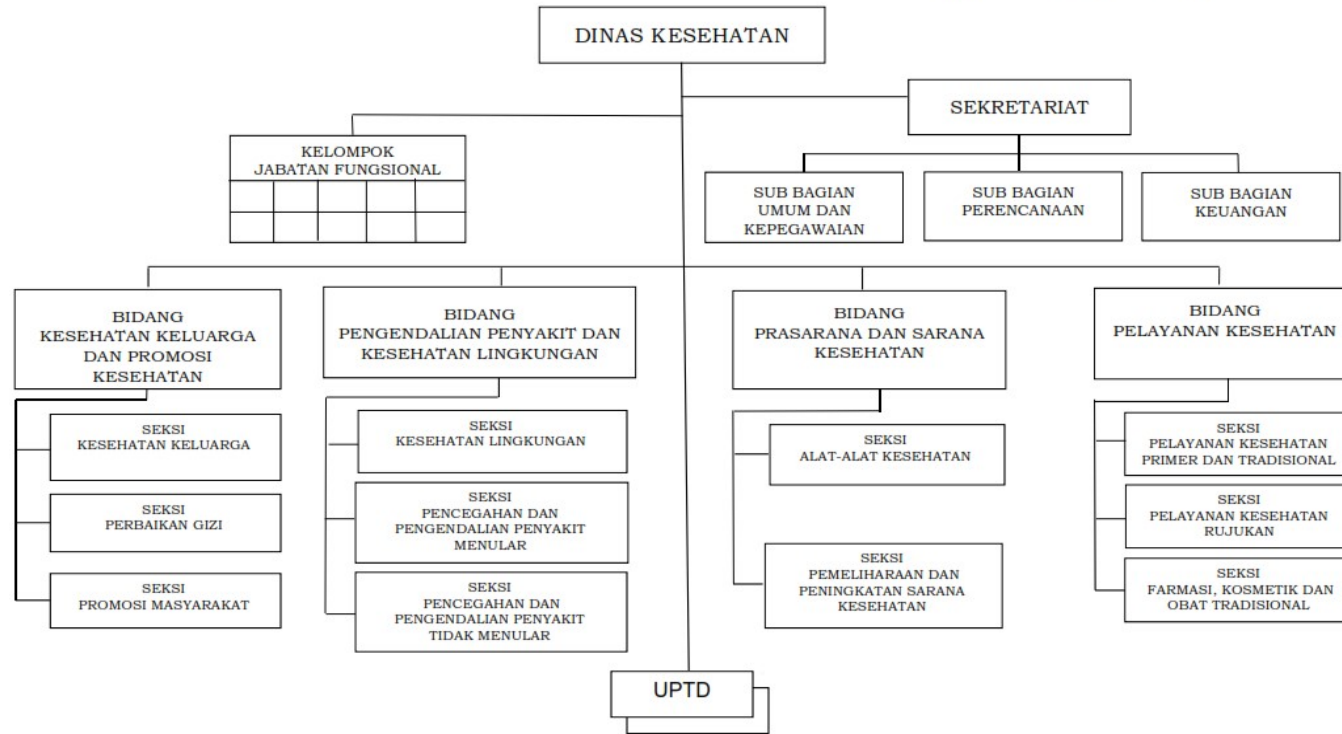 DINAS KESEHATAN
SEKRETARIAT
KELOMPOK
JABATAN FUNGSIONAL
SUB BAGIAN
UMUM DAN
KEPEGAWAIAN
SUB BAGIAN
PERENCANAAN
SUB BAGIAN
KEUANGAN
BIDANG
KESEHATAN KELUARGA
DAN PROMOSI
KESEHATAN
BIDANG
PENGENDALIAN PENYAKIT DAN
KESEHATAN LINGKUNGAN
BIDANG
PRASARANA DAN SARANA
KESEHATAN
BIDANG
PELAYANAN KESEHATAN
SEKSI
KESEHATAN KELUARGA
SEKSI
PERBAIKAN GIZI
SEKSI
PROMOSI MASYARAKAT
SEKSI
KESEHATAN LINGKUNGAN
SEKSI
PENCEGAHAN DAN
PENGENDALIAN PENYAKIT
MENULAR
SEKSI
PENCEGAHAN DAN
PENGENDALIAN PENYAKIT
TIDAK MENULAR
SEKSI
ALAT-ALAT KESEHATAN
SEKSI
PEMELIHARAAN DAN
PENINGKATAN SARANA
KESEHATAN
SEKSI
PELAYANAN KESEHATAN
PRIMER DAN TRADISIONAL
SEKSI
PELAYANAN KESEHATAN
RUJUKAN
SEKSI
FARMASI, KOSMETIK DAN
OBAT TRADISIONAL
UPTD